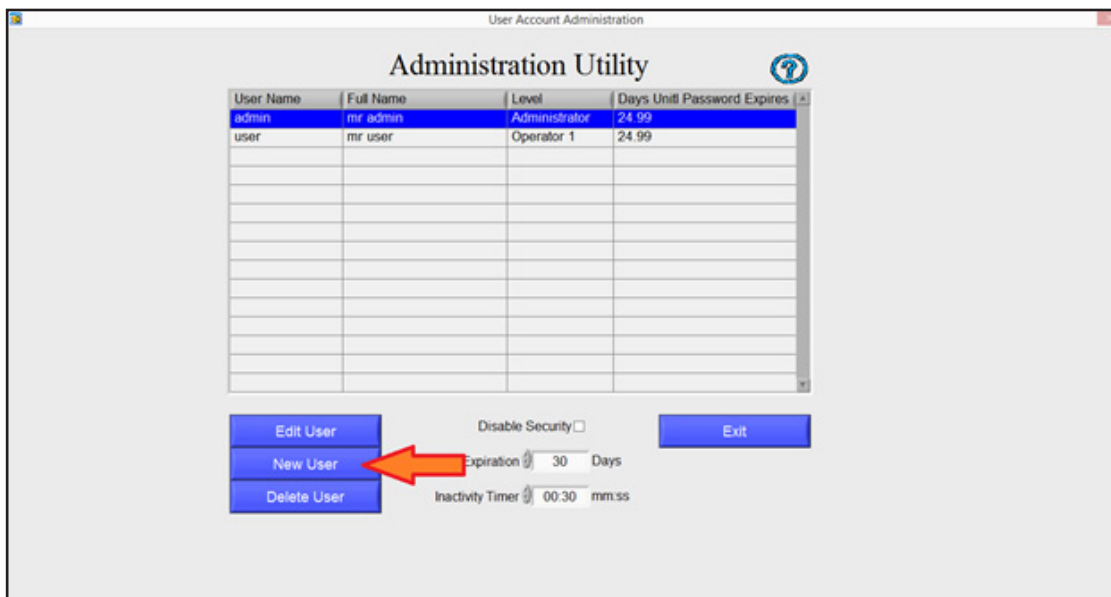 User Account Administration
Administration Utility
User Name Full Name Level Days Unitl Password Expires
admin mr admin Administrator 24.99
user mr user Operator 1 24.99
Edit User Disable Security Exit
New User Expiration 30 Days
Delete User Inactivity Timer 00:30 mm:ss